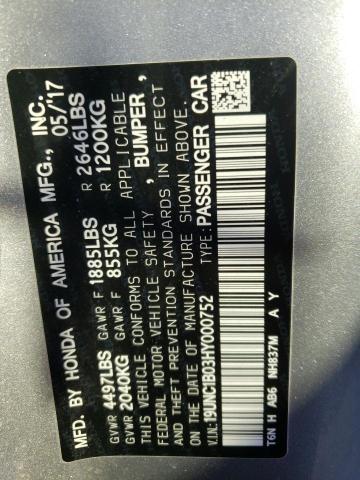 MFD. BY HONDA OF AMERICA MFG., INC. 05/'17
GVWR 4497LBS GAWR F 1885LBS R 2646LBS
GVWR 2040KG GAWR F 855KG R 1200KG
THIS VEHICLE CONFORMS TO ALL APPLICABLE
FEDERAL MOTOR VEHICLE SAFETY , BUMPER ,
AND THEFT PREVENTION STANDARDS IN EFFECT
ON THE DATE OF MANUFACTURE SHOWN ABOVE.
V.I.N: 19UNC1B03HY000752 TYPE: PASSENGER CAR
T6N H AB6 NH837M A Y